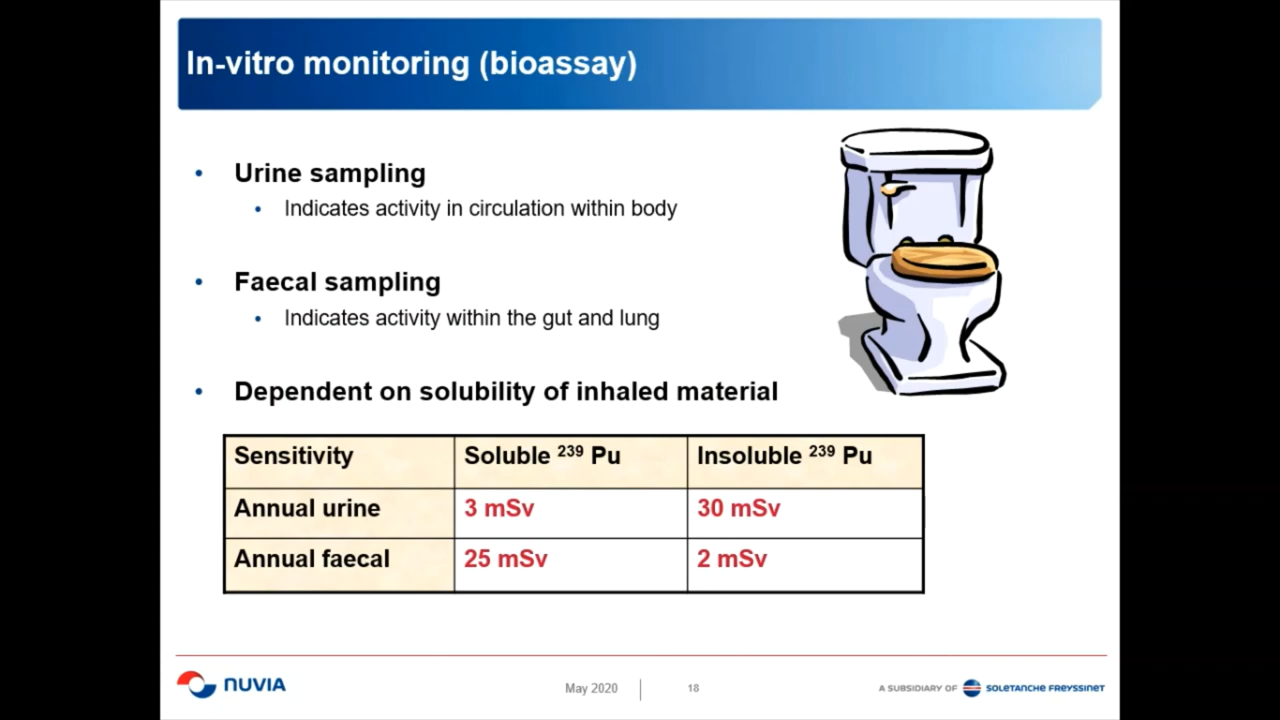 In-vitro monitoring (bioassay)
• Urine sampling
• Indicates activity in circulation within body
• Faecal sampling
• Indicates activity within the gut and lung
• Dependent on solubility of inhaled material
Sensitivity Soluble ²³⁹ Pu Insoluble ²³⁹ Pu
Annual urine 3 mSv 30 mSv
Annual faecal 25 mSv 2 mSv
NUVIA May 2020 18 A SUBSIDIARY OF SOLETANCHE FREYSSINET